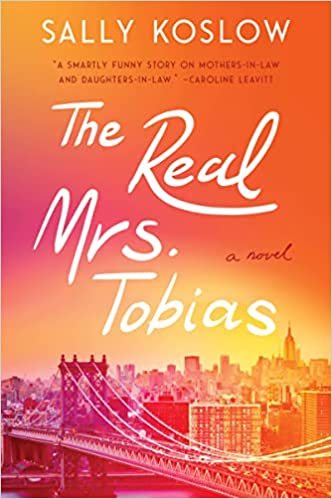 SALLY KOSLOW
"A SMARTLY FUNNY STORY ON MOTHERS-IN-LAW
AND DAUGHTERS-IN-LAW." –CAROLINE LEAVITT
The Real
Mrs.
a novel
Tobias